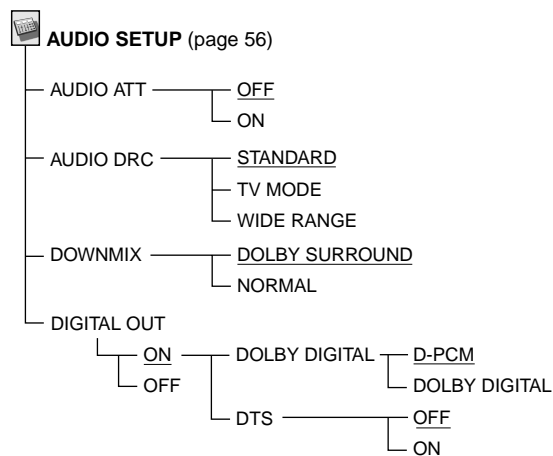 AUDIO SETUP (page 56)
AUDIO ATT
OFF
ON
AUDIO DRC
STANDARD
TV MODE
WIDE RANGE
DOWNMIX
DOLBY SURROUND
NORMAL
DIGITAL OUT
ON
OFF
DOLBY DIGITAL
D-PCM
DOLBY DIGITAL
DTS
OFF
ON